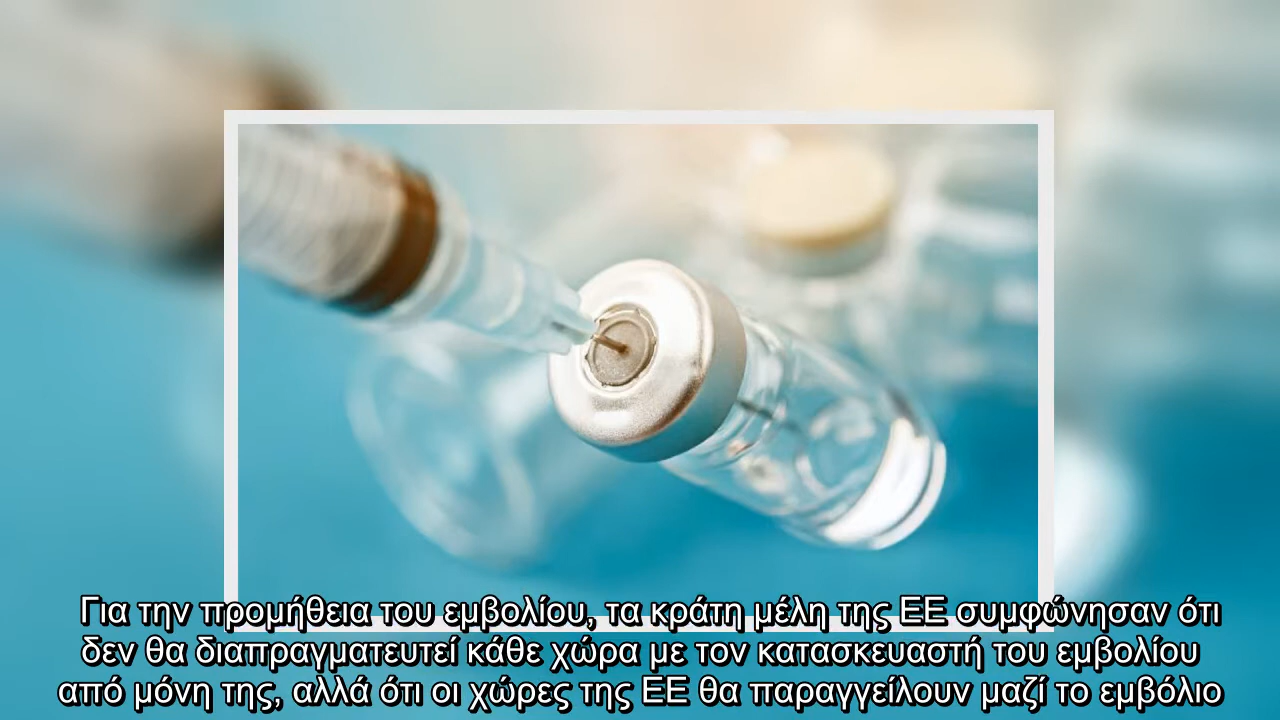 Για την προμήθεια του εμβολίου, τα κράτη μέλη της ΕΕ συμφώνησαν ότι
δεν θα διαπραγματευτεί κάθε χώρα με τον κατασκευαστή του εμβολίου
από μόνη της, αλλά ότι οι χώρες της ΕΕ θα παραγγείλουν μαζί το εμβόλιο